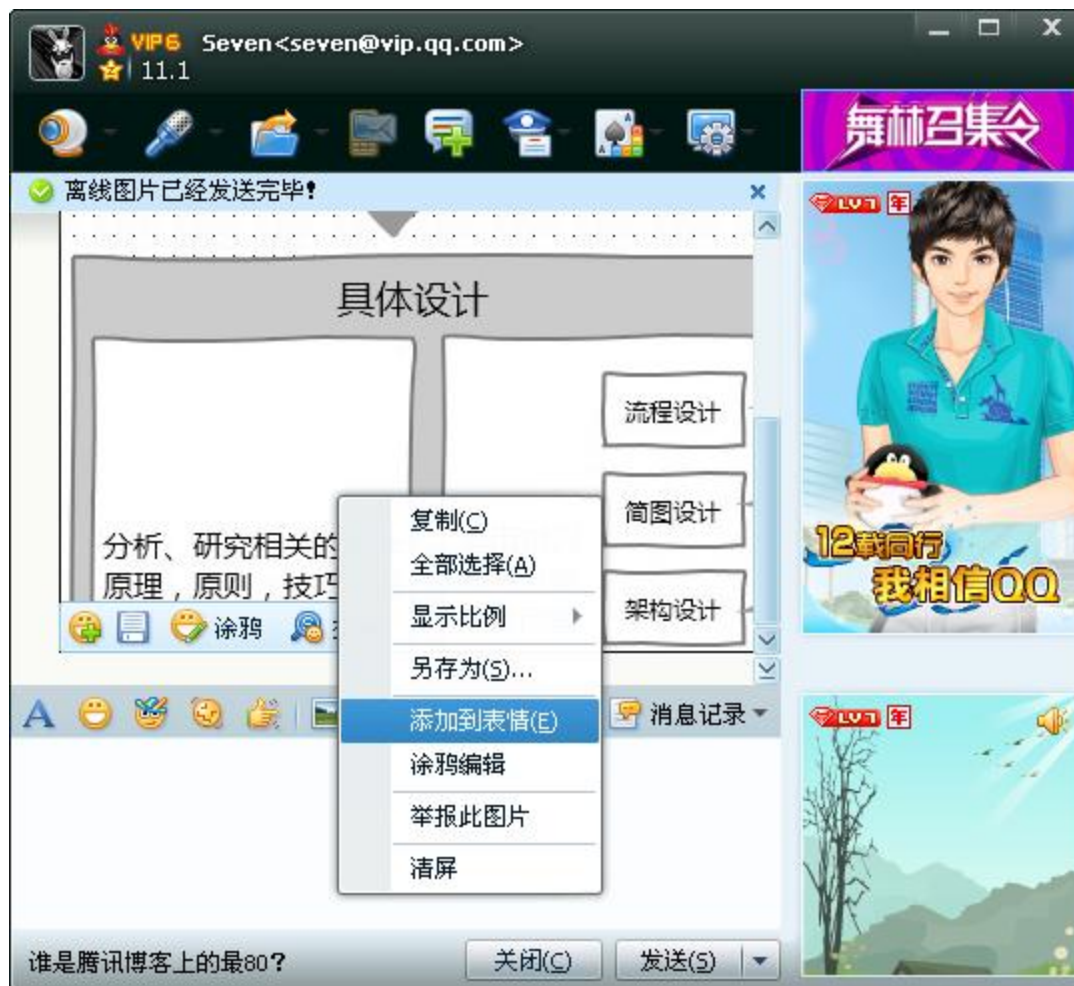 VIP6 Seven<seven@vip.qq.com>
11.1
舞林召集令
离线图片已经发送完毕!
具体设计
流程设计
简图设计
架构设计
分析、研究相关的
原理，原则，技巧
涂鸦
复制(C)
全部选择(A)
显示比例
另存为(S)...
添加到表情(E)
涂鸦编辑
举报此图片
清屏
消息记录
谁是腾讯博客上的最80?
关闭(C)
发送(S)
LV7 年
12载同行
我相信QQ
LV7 年